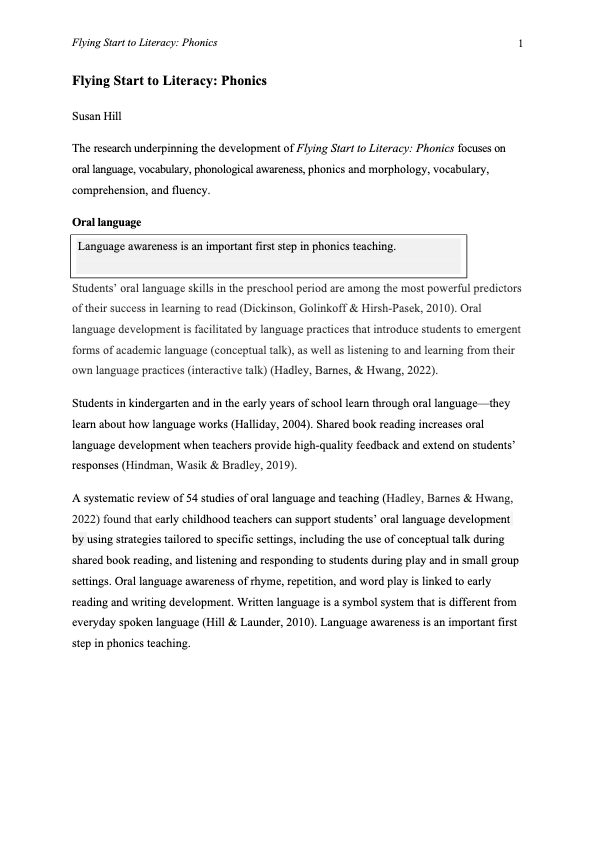 Flying Start to Literacy: Phonics 1
Flying Start to Literacy: Phonics
Susan Hill
The research underpinning the development of Flying Start to Literacy: Phonics focuses on
oral language, vocabulary, phonological awareness, phonics and morphology, vocabulary,
comprehension, and fluency.
Oral language
Language awareness is an important first step in phonics teaching.
Students’ oral language skills in the preschool period are among the most powerful predictors
of their success in learning to read (Dickinson, Golinkoff & Hirsh-Pasek, 2010). Oral
language development is facilitated by language practices that introduce students to emergent
forms of academic language (conceptual talk), as well as listening to and learning from their
own language practices (interactive talk) (Hadley, Barnes, & Hwang, 2022).
Students in kindergarten and in the early years of school learn through oral language—they
learn about how language works (Halliday, 2004). Shared book reading increases oral
language development when teachers provide high-quality feedback and extend on students’
responses (Hindman, Wasik & Bradley, 2019).
A systematic review of 54 studies of oral language and teaching (Hadley, Barnes & Hwang,
2022) found that early childhood teachers can support students’ oral language development
by using strategies tailored to specific settings, including the use of conceptual talk during
shared book reading, and listening and responding to students during play and in small group
settings. Oral language awareness of rhyme, repetition, and word play is linked to early
reading and writing development. Written language is a symbol system that is different from
everyday spoken language (Hill & Launder, 2010). Language awareness is an important first
step in phonics teaching.